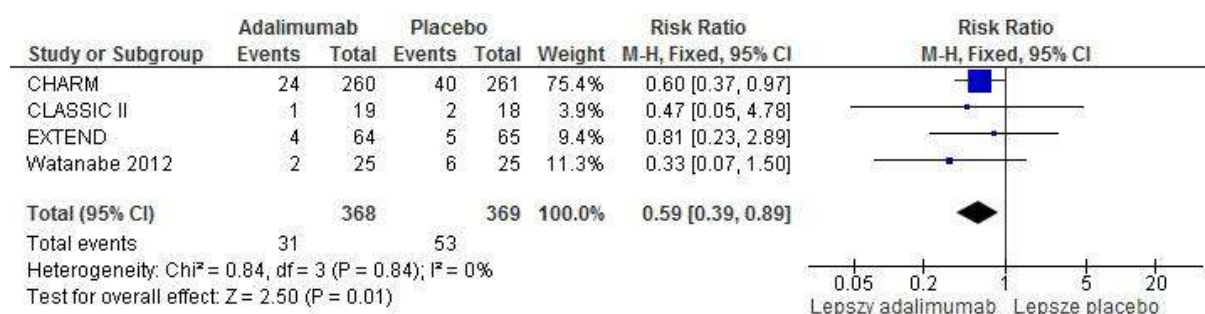 Adalimumab Placebo Risk Ratio Risk Ratio
Study or Subgroup Events Total Events Total Weight M-H, Fixed, 95% CI M-H, Fixed, 95% CI
CHARM 24 260 40 261 75.4% 0.60 [0.37, 0.97]
CLASSIC II 1 19 2 18 3.9% 0.47 [0.05, 4.78]
EXTEND 4 64 5 65 9.4% 0.81 [0.23, 2.89]
Watanabe 2012 2 25 6 25 11.3% 0.33 [0.07, 1.50]
Total (95% CI) 368 369 100.0% 0.59 [0.39, 0.89]
Total events 31 53
Heterogeneity: Chi² = 0.84, df = 3 (P = 0.84); I² = 0%
Test for overall effect: Z = 2.50 (P = 0.01)
0.05 0.2 1 5 20
Lepszy adalimumab Lepsze placebo